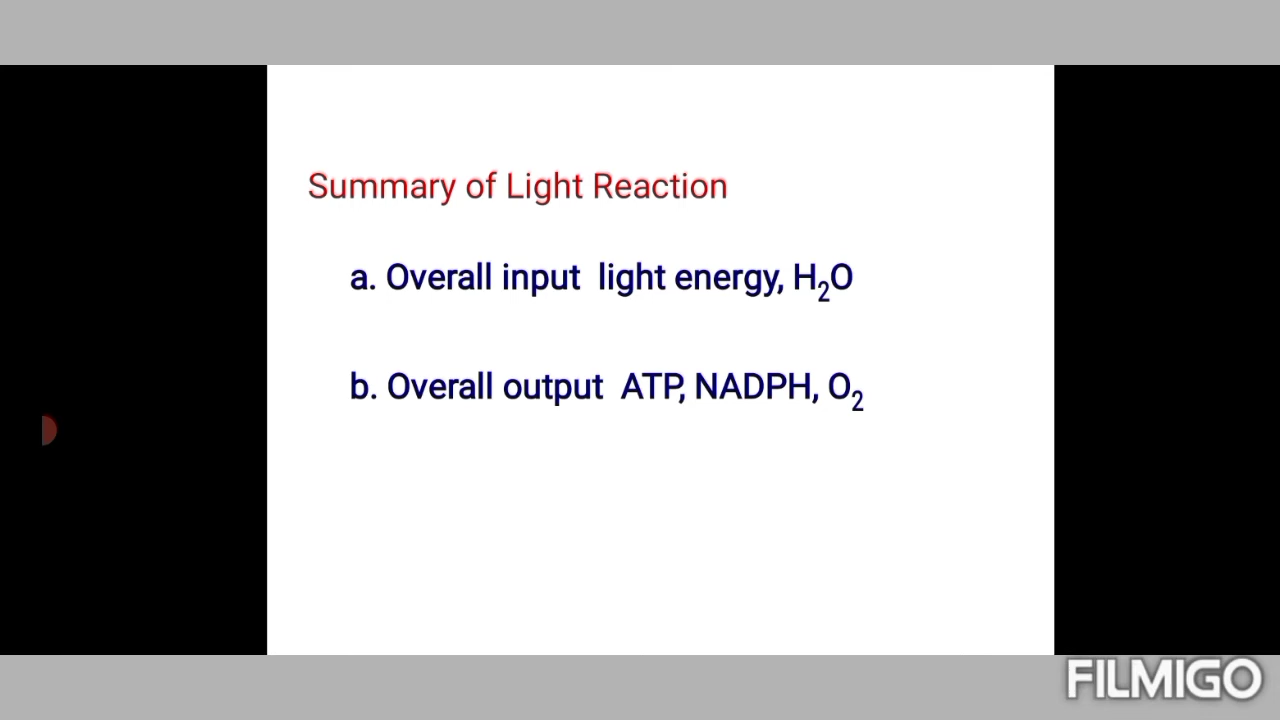 Summary of Light Reaction
a. Overall input  light energy, H₂O
b. Overall output  ATP, NADPH, O₂
FILMIGO